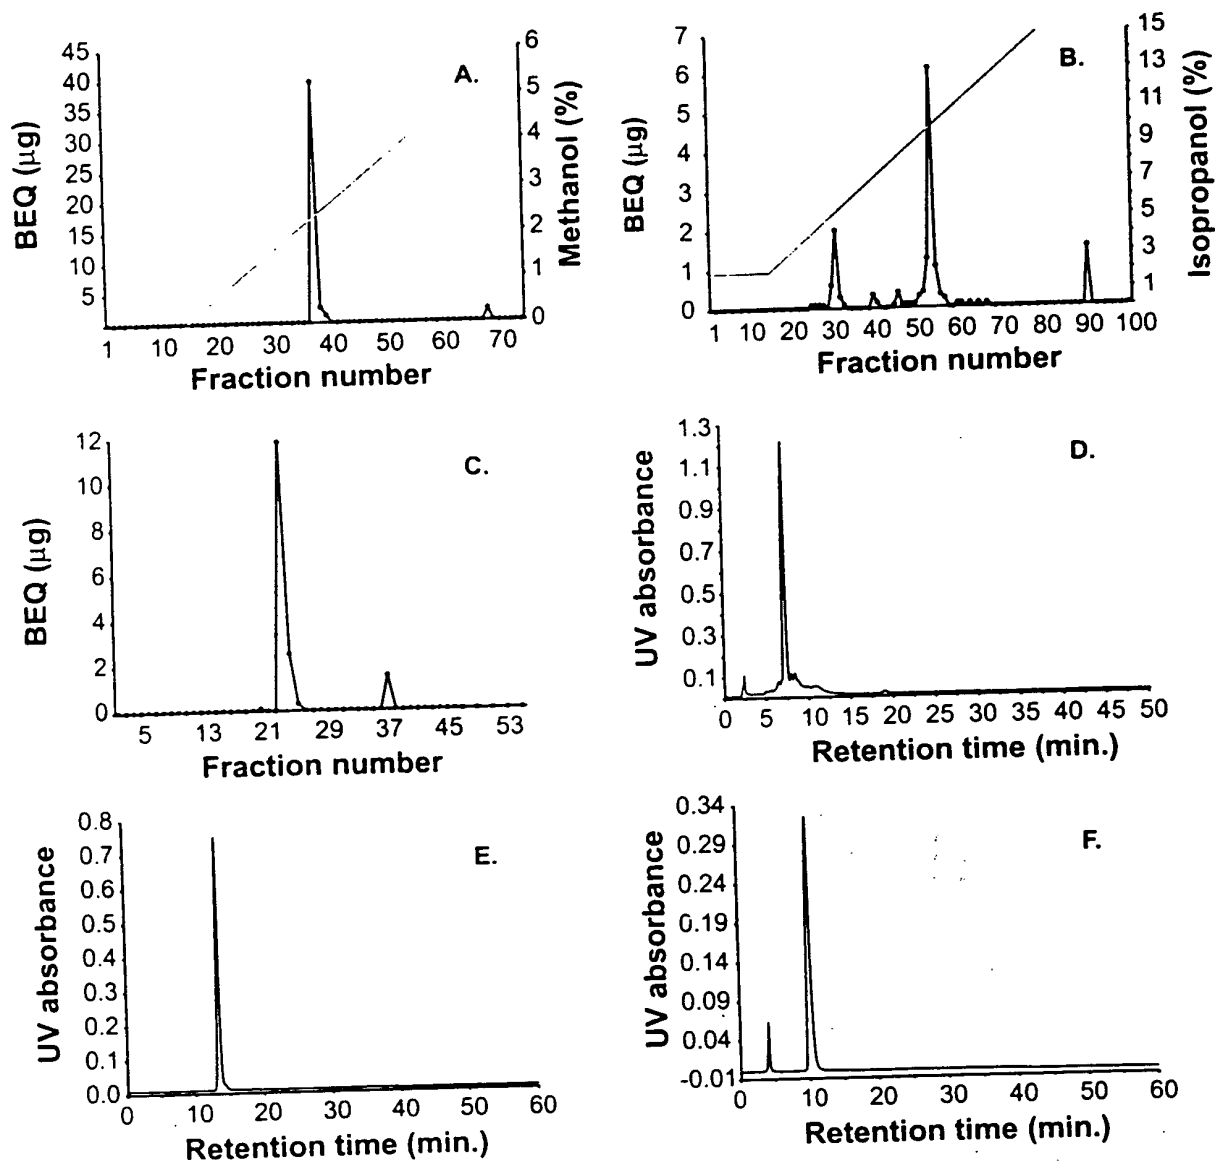 A.
45
40
35
30
25
20
15
10
5
BEQ (μg)
6
5
4
3
2
1
0
Methanol (%)
1 10 20 30 40 50 60 70
Fraction number
B.
7
6
5
4
3
2
1
0
BEQ (μg)
15
13
11
9
7
5
3
1
Isopropanol (%)
1 10 20 30 40 50 60 70 80 90 100
Fraction number
C.
12
10
8
6
4
2
0
BEQ (μg)
5 13 21 29 37 45 53
Fraction number
D.
1.3
1.1
0.9
0.7
0.5
0.3
0.1
UV absorbance
0 5 10 15 20 25 30 35 40 45 50
Retention time (min.)
E.
0.8
0.7
0.6
0.5
0.4
0.3
0.2
0.1
0.0
UV absorbance
0 10 20 30 40 50 60
Retention time (min.)
F.
0.34
0.29
0.24
0.19
0.14
0.09
0.04
-0.01
UV absorbance
0 10 20 30 40 50 60
Retention time (min.)